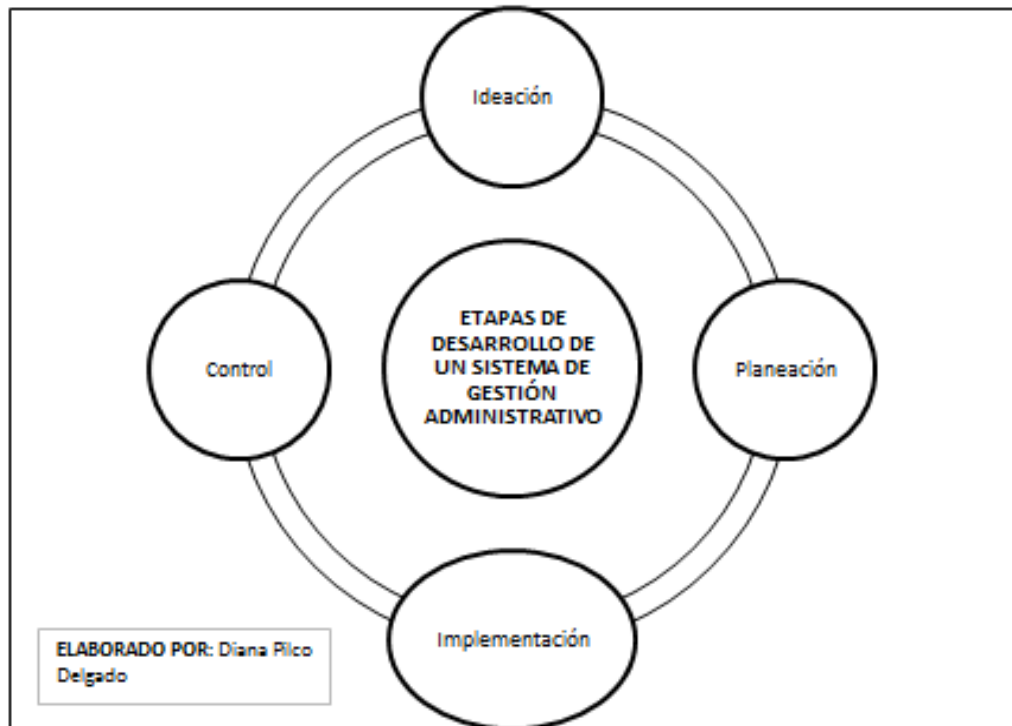 Ideación
Control
ETAPAS DE
DESARROLLO DE
UN SISTEMA DE
GESTIÓN
ADMINISTRATIVO
Planeación
Implementación
ELABORADO POR: Diana Pilco
Delgado